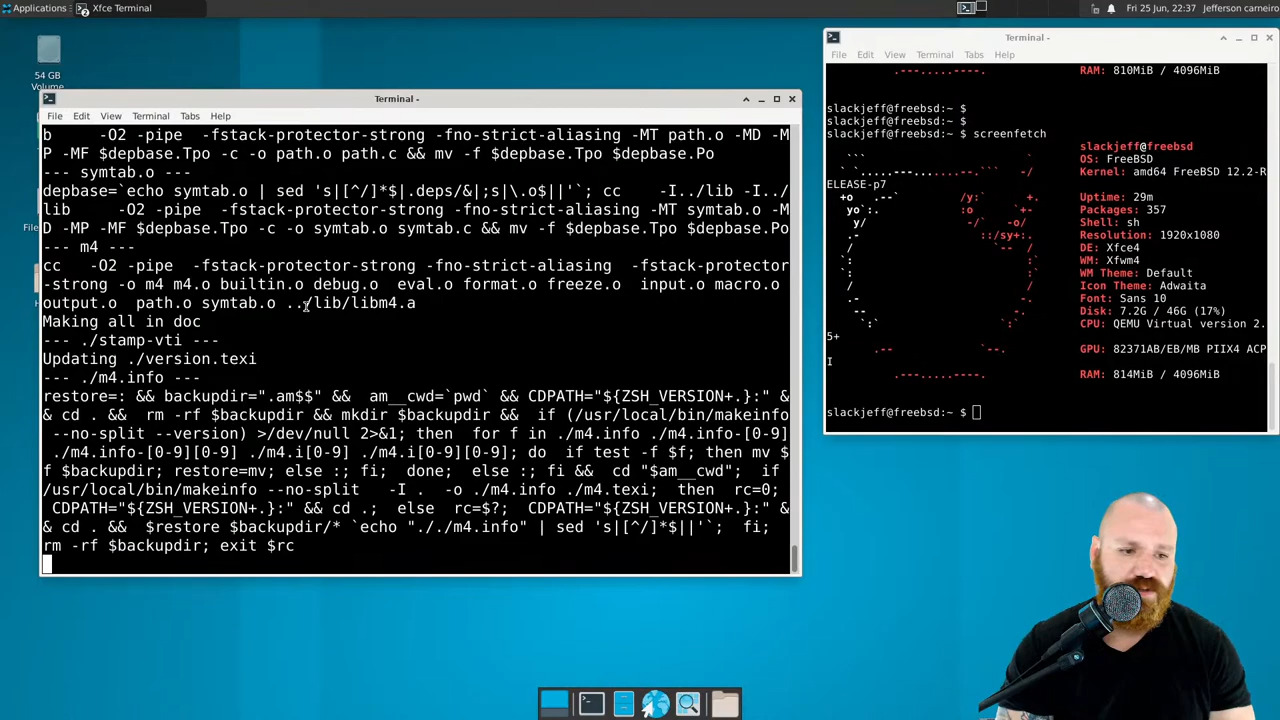 Applications
Xfce Terminal
2
Fri 25 Jun, 22:37
Jefferson carneiro
54 GB
Volume
File
Terminal -
File Edit View Terminal Tabs Help
b -O2 -pipe -fstack-protector-strong -fno-strict-aliasing -MT path.o -MD -M
P -MF $depbase.Tpo -c -o path.o path.c && mv -f $depbase.Tpo $depbase.Po
--- symtab.o ---
depbase=`echo symtab.o | sed 's|[^/]*$|.deps/&|;s|\.o$||'`; cc -I../lib -I../
lib -O2 -pipe -fstack-protector-strong -fno-strict-aliasing -MT symtab.o -M
D -MP -MF $depbase.Tpo -c -o symtab.o symtab.c && mv -f $depbase.Tpo $depbase.Po
--- m4 ---
cc -O2 -pipe -fstack-protector-strong -fno-strict-aliasing -fstack-protector
-strong -o m4 m4.o builtin.o debug.o eval.o format.o freeze.o input.o macro.o
output.o path.o symtab.o ../lib/libm4.a
Making all in doc
--- ./stamp-vti ---
Updating ./version.texi
--- ./m4.info ---
restore=: && backupdir=".am$$" && am__cwd=`pwd` && CDPATH="${ZSH_VERSION+.}:" &
& cd . && rm -rf $backupdir && mkdir $backupdir && if (/usr/local/bin/makeinfo
--no-split --version) >/dev/null 2>&1; then for f in ./m4.info ./m4.info-[0-9]
./m4.info-[0-9][0-9] ./m4.i[0-9] ./m4.i[0-9][0-9]; do if test -f $f; then mv $
f $backupdir; restore=mv; else :; fi; done; else :; fi && cd "$am__cwd"; if
/usr/local/bin/makeinfo --no-split -I . -o ./m4.info ./m4.texi; then rc=0;
CDPATH="${ZSH_VERSION+.}:" && cd .; else rc=$?; CDPATH="${ZSH_VERSION+.}:" &
& cd . && $restore $backupdir/* `echo "././m4.info" | sed 's|[^/]*$||'`; fi;
rm -rf $backupdir; exit $rc
Terminal -
File Edit View Terminal Tabs Help
RAM: 810MiB / 4096MiB
slackjeff@freebsd:~ $
slackjeff@freebsd:~ $
slackjeff@freebsd:~ $ screenfetch
slackjeff@freebsd
OS: FreeBSD
Kernel: amd64 FreeBSD 12.2-R
ELEASE-p7
Uptime: 29m
Packages: 357
Shell: sh
Resolution: 1920x1080
DE: Xfce4
WM: Xfwm4
WM Theme: Default
Icon Theme: Adwaita
Font: Sans 10
Disk: 7.2G / 46G (17%)
CPU: QEMU Virtual version 2.
5+
GPU: 82371AB/EB/MB PIIX4 ACP
I
RAM: 814MiB / 4096MiB
slackjeff@freebsd:~ $